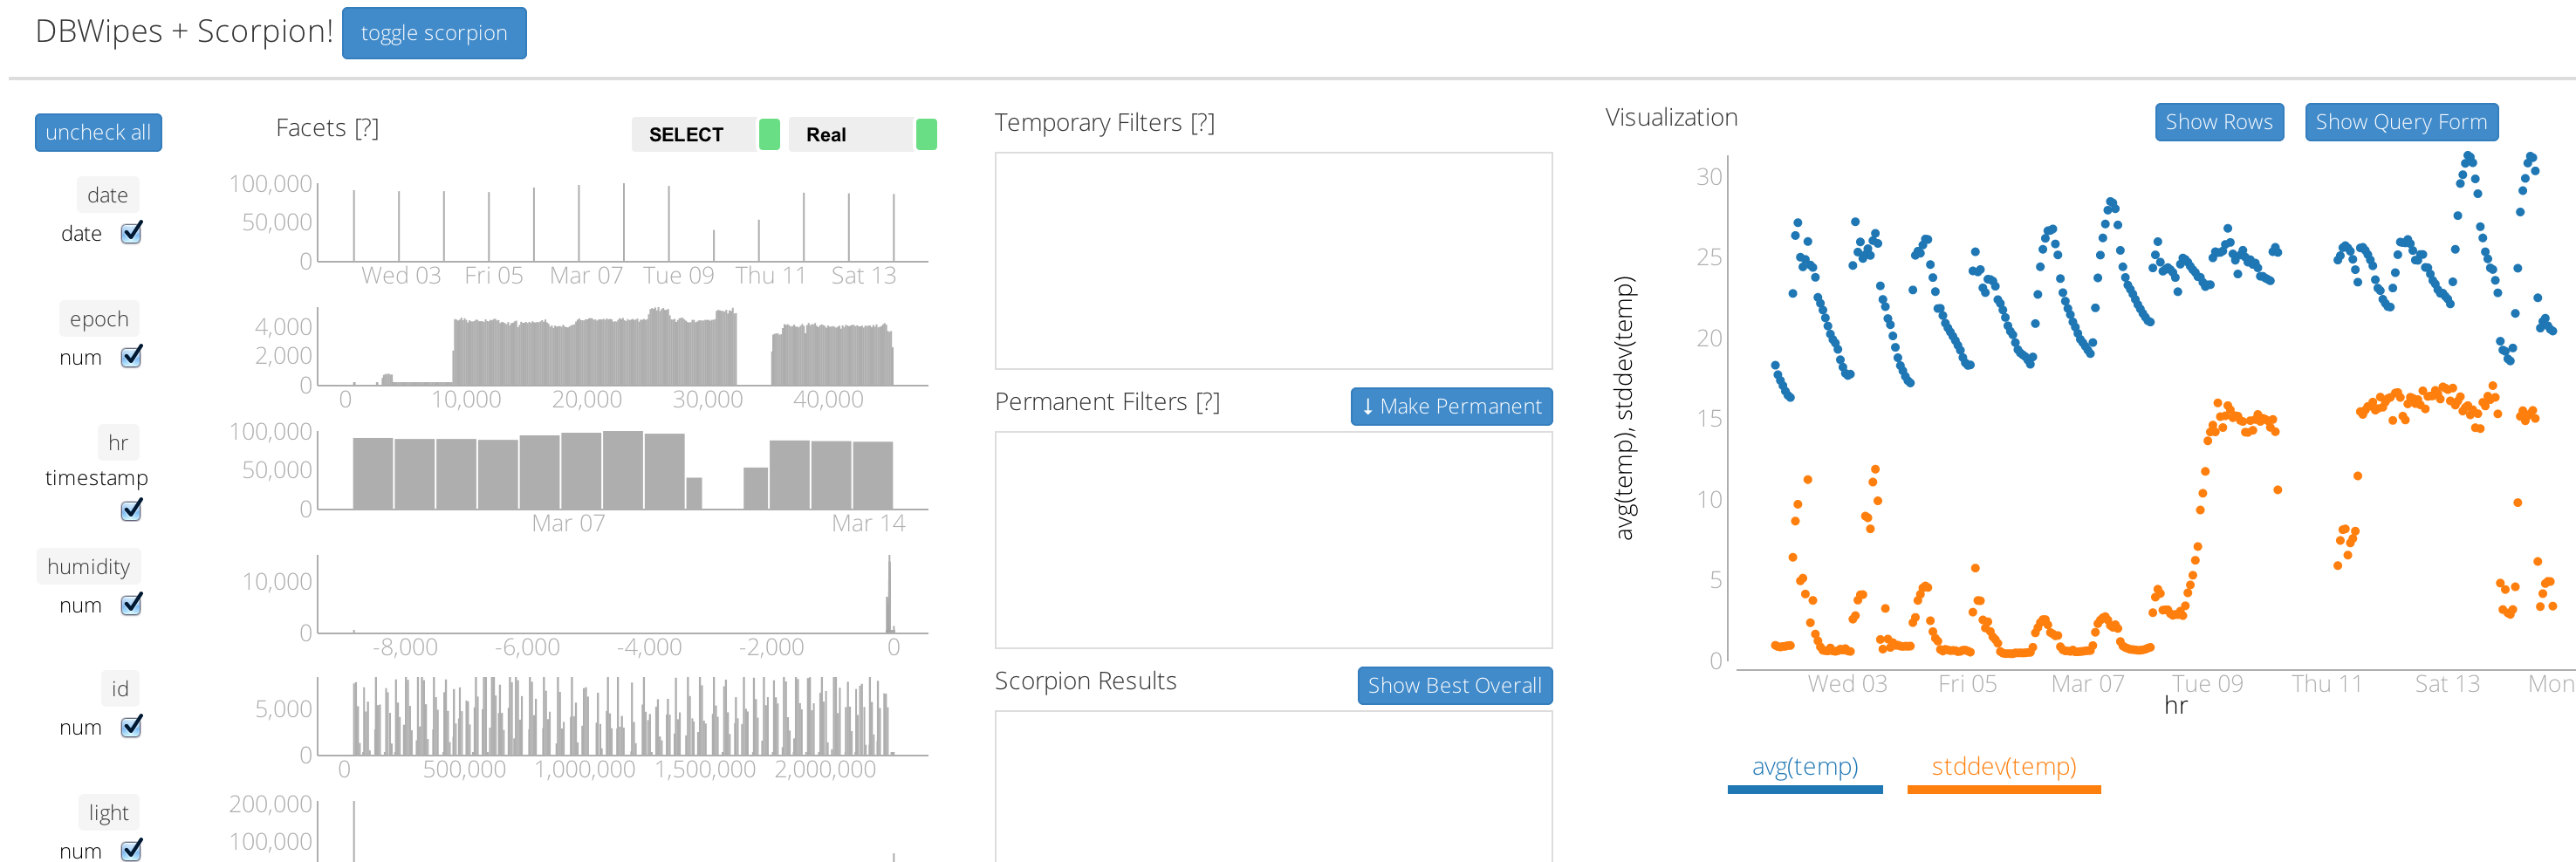 DBWipes + Scorpion!
toggle scorpion
uncheck all
Facets [?]
SELECT
Real
date
date
100,000
50,000
0
Wed 03
Fri 05
Mar 07
Tue 09
Thu 11
Sat 13
epoch
num
4,000
2,000
0
0
10,000
20,000
30,000
40,000
hr
timestamp
100,000
50,000
0
Mar 07
Mar 14
humidity
num
10,000
0
-8,000
-6,000
-4,000
-2,000
0
id
num
5,000
0
0
500,000
1,000,000
1,500,000
2,000,000
light
num
200,000
100,000
Temporary Filters [?]
Permanent Filters [?]
↓ Make Permanent
Scorpion Results
Show Best Overall
Visualization
Show Rows
Show Query Form
avg(temp), stddev(temp)
30
25
20
15
10
5
0
Wed 03
Fri 05
Mar 07
Tue 09
Thu 11
Sat 13
Mon
hr
avg(temp)
stddev(temp)